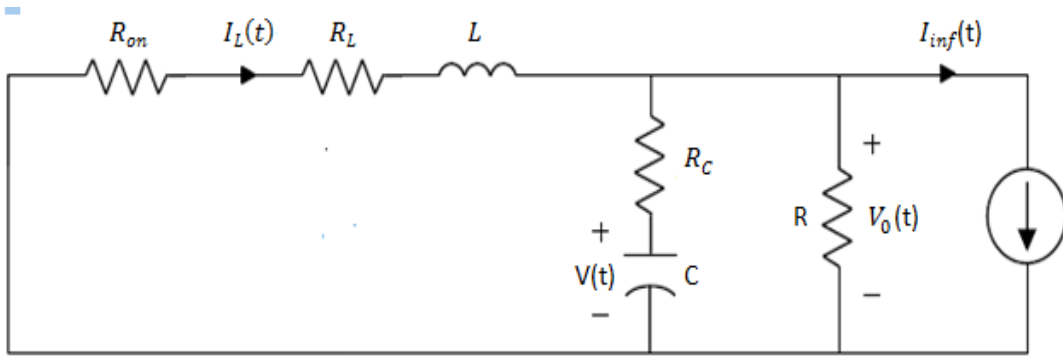 R_on I_L(t) R_L L I_inf(t)
R_C
+
+ R V_0(t)
V(t) C
− −